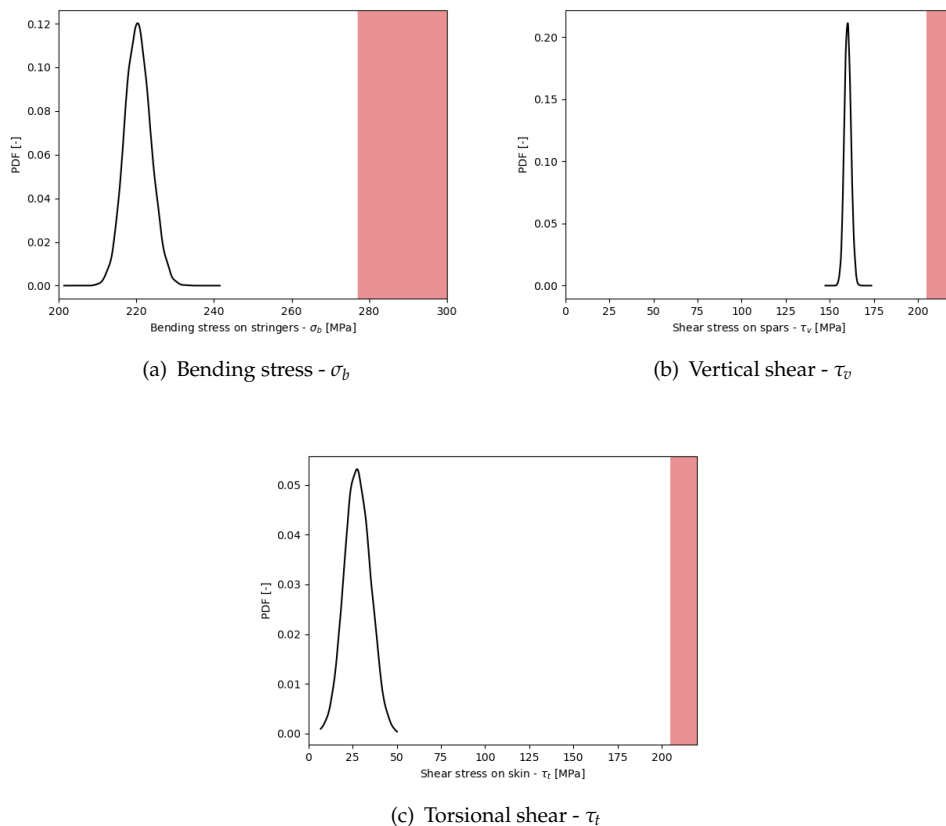 0.12
0.10
0.08
0.06
0.04
0.02
0.00
PDF [-]
200 220 240 260 280 300
Bending stress on stringers - σb [MPa]
(a) Bending stress - σb
0.20
0.15
0.10
0.05
0.00
PDF [-]
0 25 50 75 100 125 150 175 200
Shear stress on spars - τv [MPa]
(b) Vertical shear - τv
0.05
0.04
0.03
0.02
0.01
0.00
PDF [-]
0 25 50 75 100 125 150 175 200
Shear stress on skin - τt [MPa]
(c) Torsional shear - τt